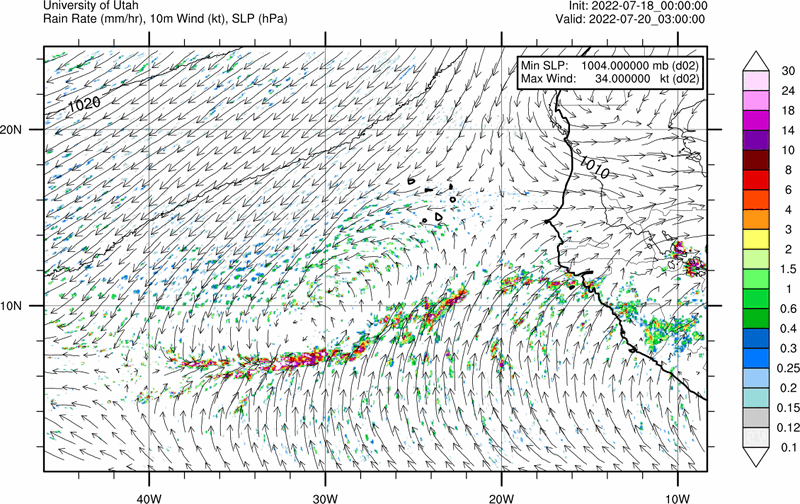 University of Utah
Init: 2022-07-18_00:00:00
Rain Rate (mm/hr), 10m Wind (kt), SLP (hPa)
Valid: 2022-07-20_03:00:00
Min SLP: 1004.000000 mb (d02)
Max Wind: 34.000000 kt (d02)
1020
1010
20N
10N
40W 30W 20W 10W
30
24
18
14
10
8
6
4
3
2
1.5
1
0.6
0.4
0.3
0.25
0.2
0.15
0.12
0.1